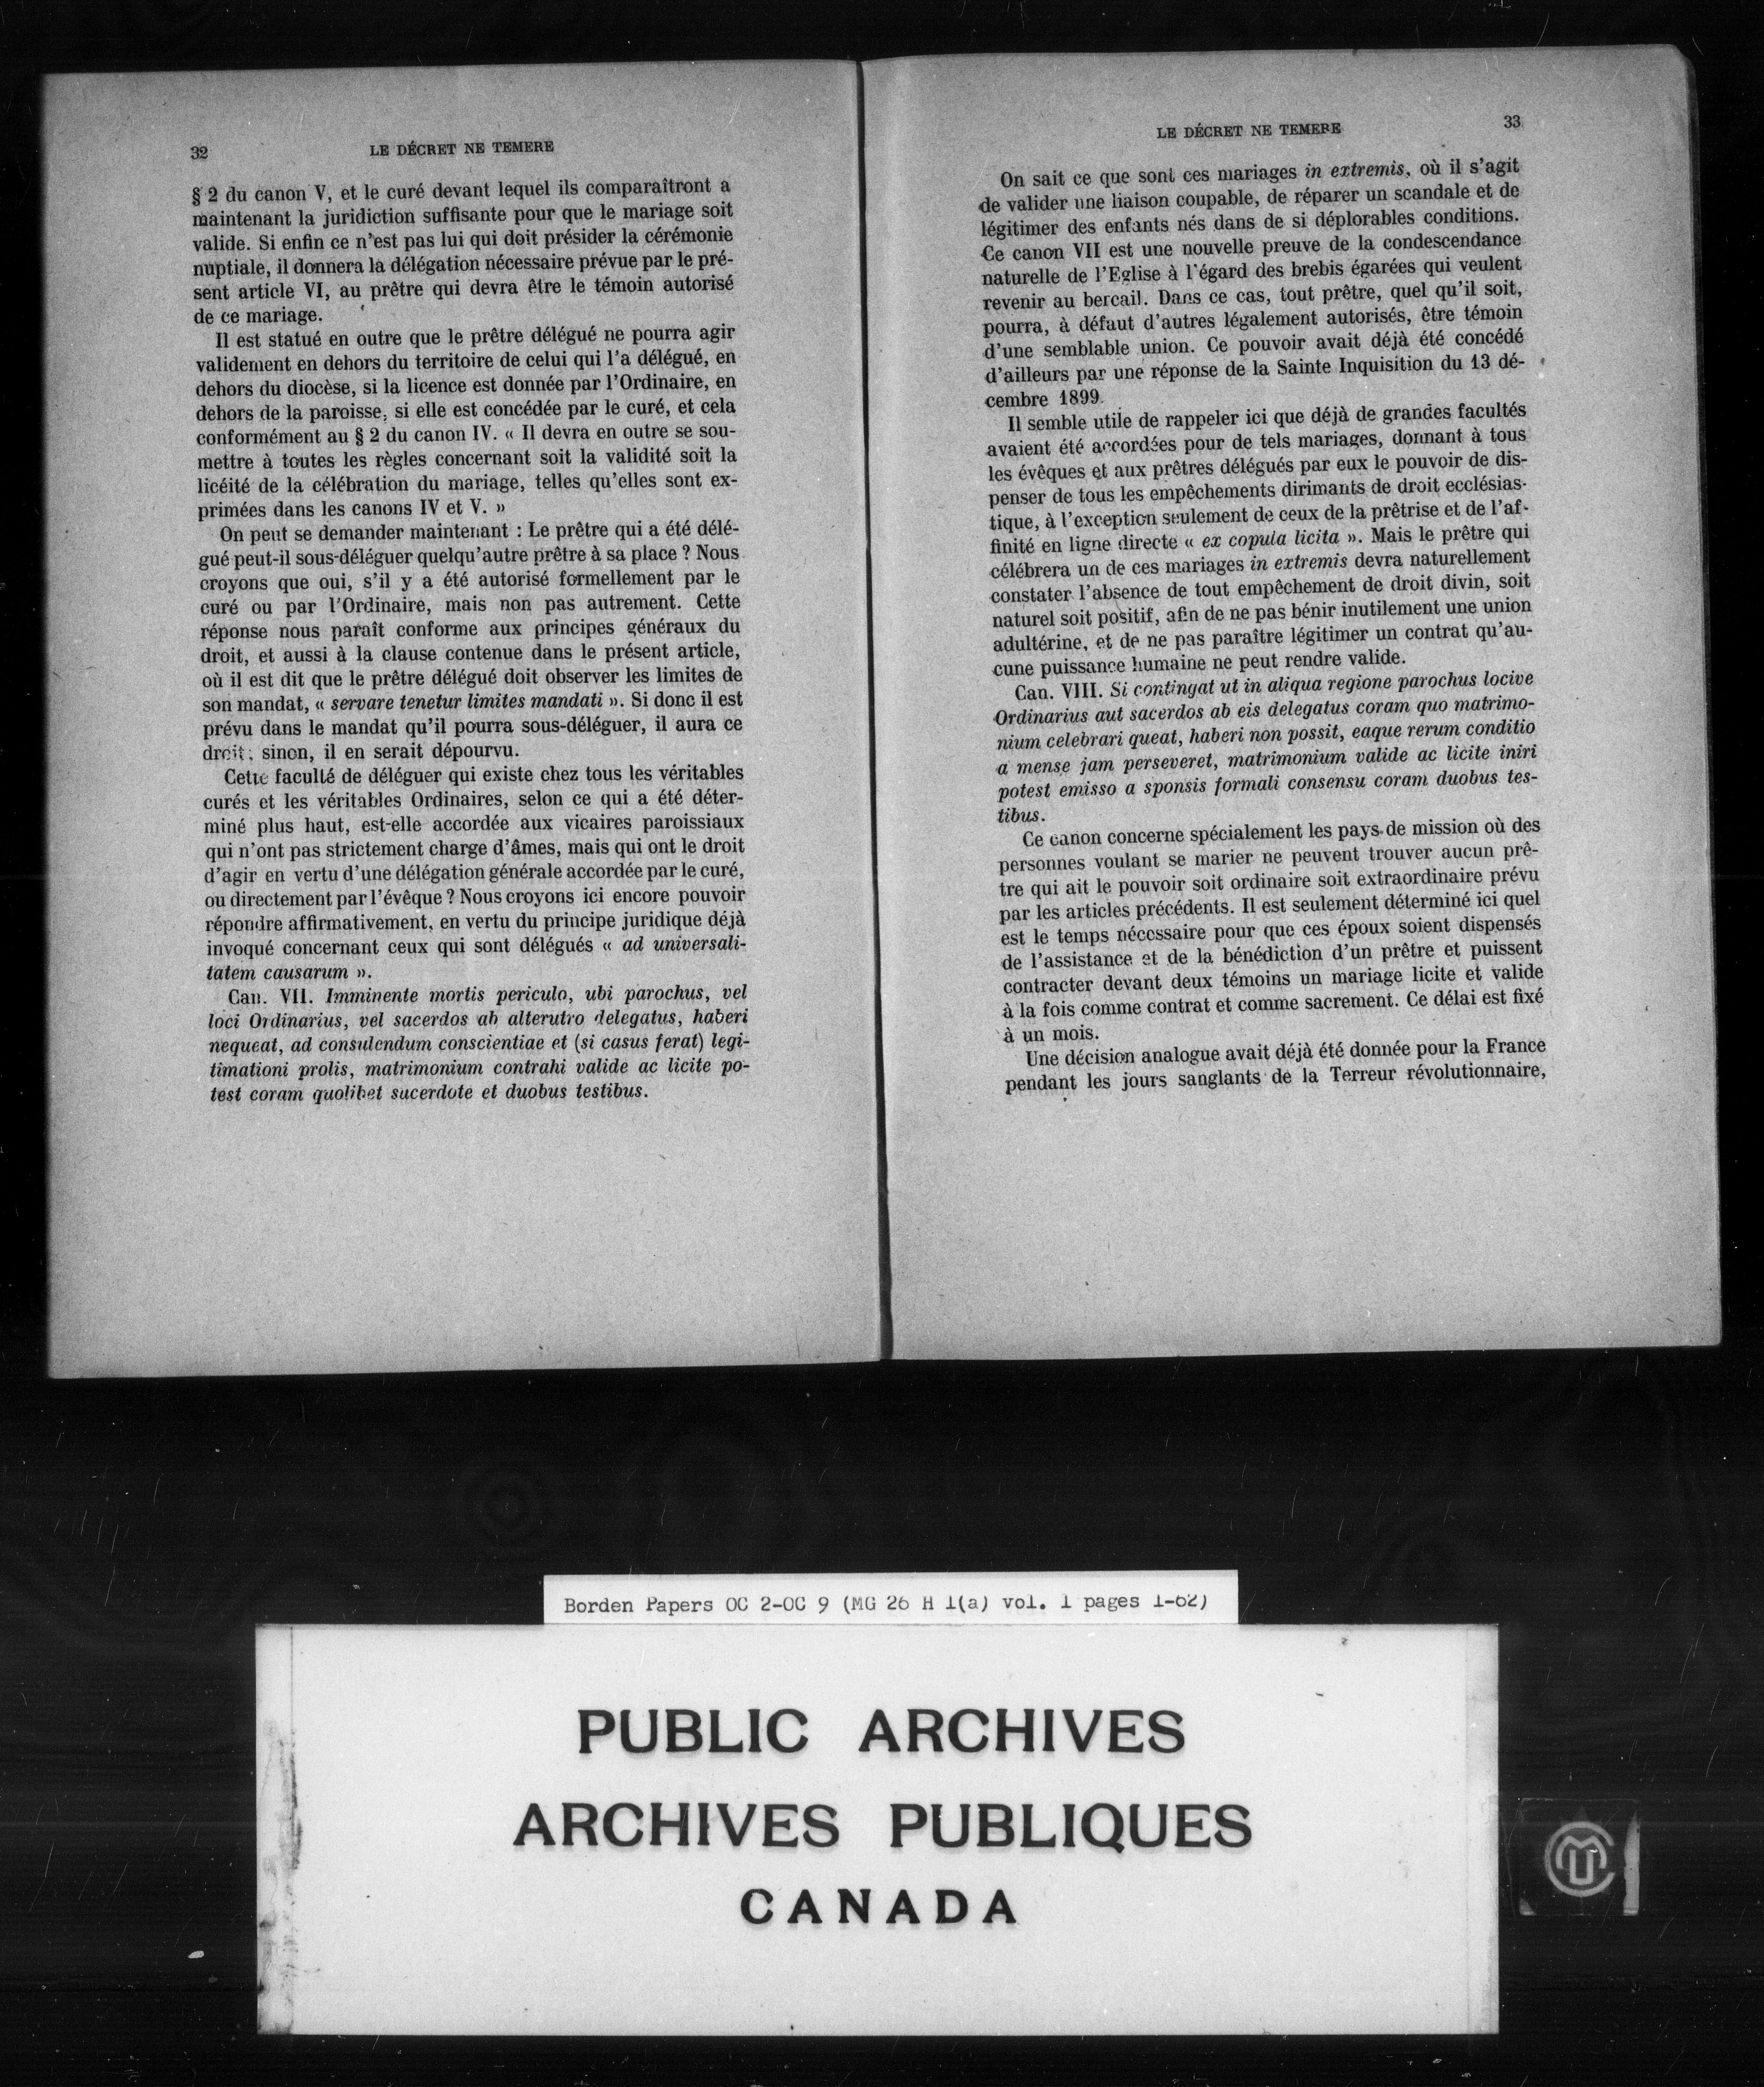 32 LE DÉCRET NE TEMERE
§ 2 du canon V, et le curé devant lequel ils comparaîtront a
maintenant la juridiction suffisante pour que le mariage soit
valide. Si enfin ce n'est pas lui qui doit présider la cérémonie
nuptiale, il donnera la délégation nécessaire prévue par le pré-
sent article VI, au prêtre qui devra être le témoin autorisé
de ce mariage.
Il est statué en outre que le prêtre délégué ne pourra agir
validement en dehors du territoire de celui qui l'a délégué, en
dehors du diocèse, si la licence est donnée par l'Ordinaire, en
dehors de la paroisse, si elle est concédée par le curé, et cela
conformément au § 2 du canon IV. « Il devra en outre se sou-
mettre à toutes les règles concernant soit la validité soit la
licéité de la célébration du mariage, telles qu'elles sont ex-
primées dans les canons IV et V. »
On peut se demander maintenant : Le prêtre qui a été délé-
gué peut-il sous-déléguer quelqu'autre prêtre à sa place ? Nous
croyons que oui, s'il y a été autorisé formellement par le
curé ou par l'Ordinaire, mais non pas autrement. Cette
réponse nous paraît conforme aux principes généraux du
droit, et aussi à la clause contenue dans le présent article,
où il est dit que le prêtre délégué doit observer les limites de
son mandat, « servare tenetur limites mandati ». Si donc il est
prévu dans le mandat qu'il pourra sous-déléguer, il aura ce
droit ; sinon, il en serait dépourvu.
Cette faculté de déléguer qui existe chez tous les véritables
curés et les véritables Ordinaires, selon ce qui a été déter-
miné plus haut, est-elle accordée aux vicaires paroissiaux
qui n'ont pas strictement charge d'âmes, mais qui ont le droit
d'agir en vertu d'une délégation générale accordée par le curé,
ou directement par l'évêque ? Nous croyons ici encore pouvoir
répondre affirmativement, en vertu du principe juridique déjà
invoqué concernant ceux qui sont délégués « ad universali-
tatem causarum ».
Can. VII. Imminente mortis periculo, ubi parochus, vel
loci Ordinarius, vel sacerdos ab alterutro delegatus, haberi
nequeat, ad consulendum conscientiae et (si casus ferat) legi-
timationi prolis, matrimonium contrahi valide ac licite po-
test coram quolibet sacerdote et duobus testibus.
LE DÉCRET NE TEMERE 33
On sait ce que sont ces mariages in extremis, où il s'agit
de valider une liaison coupable, de réparer un scandale et de
légitimer des enfants nés dans de si déplorables conditions.
Ce canon VII est une nouvelle preuve de la condescendance
naturelle de l'Eglise à l'égard des brebis égarées qui veulent
revenir au bercail. Dans ce cas, tout prêtre, quel qu'il soit,
pourra, à défaut d'autres légalement autorisés, être témoin
d'une semblable union. Ce pouvoir avait déjà été concédé
d'ailleurs par une réponse de la Sainte Inquisition du 13 dé-
cembre 1899.
Il semble utile de rappeler ici que déjà de grandes facultés
avaient été accordées pour de tels mariages, donnant à tous
les évêques et aux prêtres délégués par eux le pouvoir de dis-
penser de tous les empêchements dirimants de droit ecclésias-
tique, à l'exception seulement de ceux de la prêtrise et de l'af-
finité en ligne directe « ex copula licita ». Mais le prêtre qui
célébrera un de ces mariages in extremis devra naturellement
constater l'absence de tout empêchement de droit divin, soit
naturel soit positif, afin de ne pas bénir inutilement une union
adultérine, et de ne pas paraître légitimer un contrat qu'au-
cune puissance humaine ne peut rendre valide.
Can. VIII. Si contingat ut in aliqua regione parochus locive
Ordinarius aut sacerdos ab eis delegatus coram quo matrimo-
nium celebrari queat, haberi non possit, eaque rerum conditio
a mense jam perseveret, matrimonium valide ac licite iniri
potest emisso a sponsis formali consensu coram duobus tes-
tibus.
Ce canon concerne spécialement les pays de mission où des
personnes voulant se marier ne peuvent trouver aucun prê-
tre qui ait le pouvoir soit ordinaire soit extraordinaire prévu
par les articles précédents. Il est seulement déterminé ici quel
est le temps nécessaire pour que ces époux soient dispensés
de l'assistance et de la bénédiction d'un prêtre et puissent
contracter devant deux témoins un mariage licite et valide
à la fois comme contrat et comme sacrement. Ce délai est fixé
à un mois.
Une décision analogue avait déjà été donnée pour la France
pendant les jours sanglants de la Terreur révolutionnaire,
Borden Papers OC 2-OC 9 (MG 26 H 1(a) vol. 1 pages 1-62)
PUBLIC ARCHIVES
ARCHIVES PUBLIQUES
CANADA